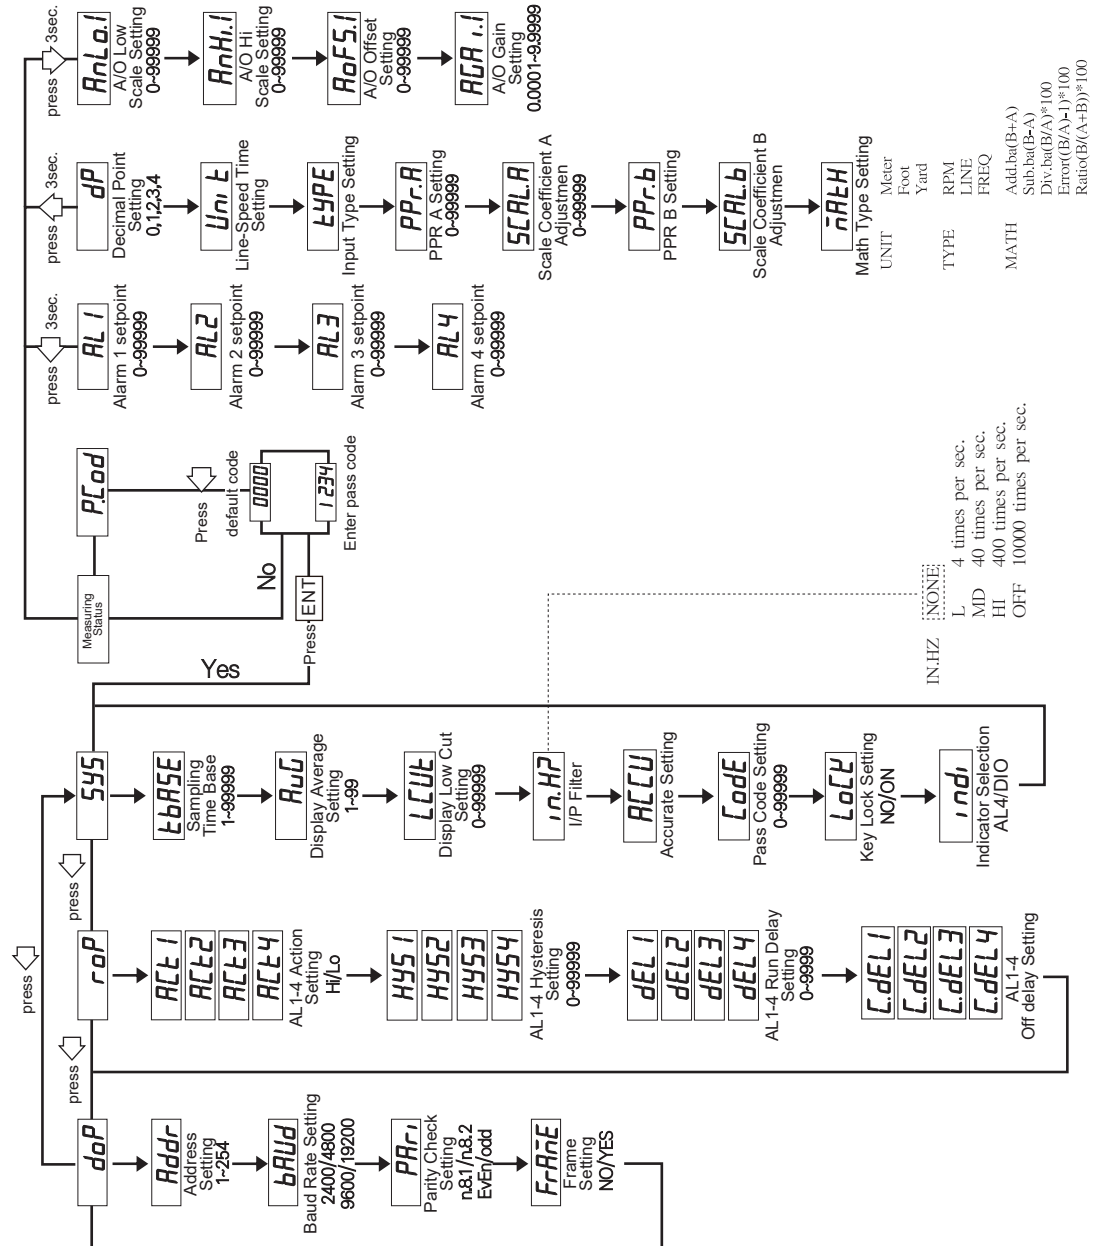 press 3sec.
AnLo.1
A/O Low
Scale Setting
0~99999
AnHi.1
A/O Hi
Scale Setting
0~99999
AoFS.1
A/O Offset
Setting
0~99999
AGAi.1
A/O Gain
Setting
0.0001~9.9999
press 3sec.
dP
Decimal Point
Setting
0,1,2,3,4
Unit
Line-Speed Time
Setting
tYPE
Input Type Setting
PPr.A
PPR A Setting
0~99999
SCAL.A
Scale Coefficient A
Adjustmen
0~99999
PPr.b
PPR B Setting
SCAL.b
Scale Coefficient B
Adjustmen
mAtH
Math Type Setting
UNIT Meter
Foot
Yard
TYPE RPM
LINE
FREQ
MATH Add.ba(B+A)
Sub.ba(B-A)
Div.ba(B/A)*100
Error((B/A)-1)*100
Ratio(B/(A+B))*100
press 3sec.
AL1
Alarm 1 setpoint
0~99999
AL2
Alarm 2 setpoint
0~99999
AL3
Alarm 3 setpoint
0~99999
AL4
Alarm 4 setpoint
0~99999
Measuring
Status
P.Cod
Press
default code
0000
1234
Enter pass code
No
Press ENT
Yes
press
SYS
tbASE
Sampling
Time Base
1~99999
AvG
Display Average
Setting
1~99
LCUt
Display Low Cut
Setting
0~99999
in.HZ
I/P Filter
ACCU
Accurate Setting
CodE
Pass Code Setting
0~99999
LoCK
Key Lock Setting
NO/ON
indi
Indicator Selection
AL4/DIO
IN.HZ NONE
L 4 times per sec.
MD 40 times per sec.
HI 400 times per sec.
OFF 10000 times per sec.
press
roP
ACt1
ACt2
ACt3
ACt4
AL1-4 Action
Setting
Hi/Lo
HYS1
HYS2
HYS3
HYS4
AL1-4 Hysteresis
Setting
0~99999
dEL1
dEL2
dEL3
dEL4
AL1-4 Run Delay
Setting
0~9999
C.dEL1
C.dEL2
C.dEL3
C.dEL4
AL1-4
Off delay Setting
press
doP
Addr
Address
Setting
1~254
bAUd
Baud Rate Setting
2400/4800
9600/19200
PAri
Parity Check
Setting
n.8.1/n.8.2
EvEn/odd
FrAmE
Frame
Setting
NO/YES